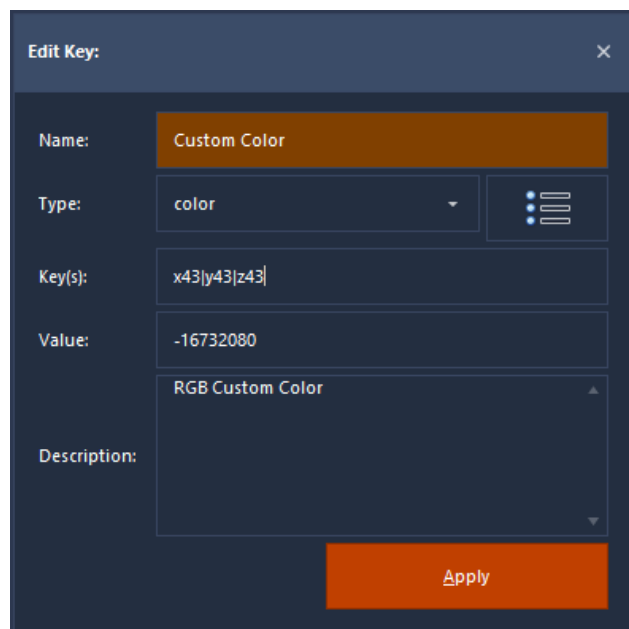 Edit Key:
Name: Custom Color
Type: color
Key(s): x43|y43|z43
Value: -16732080
RGB Custom Color
Description:
Apply